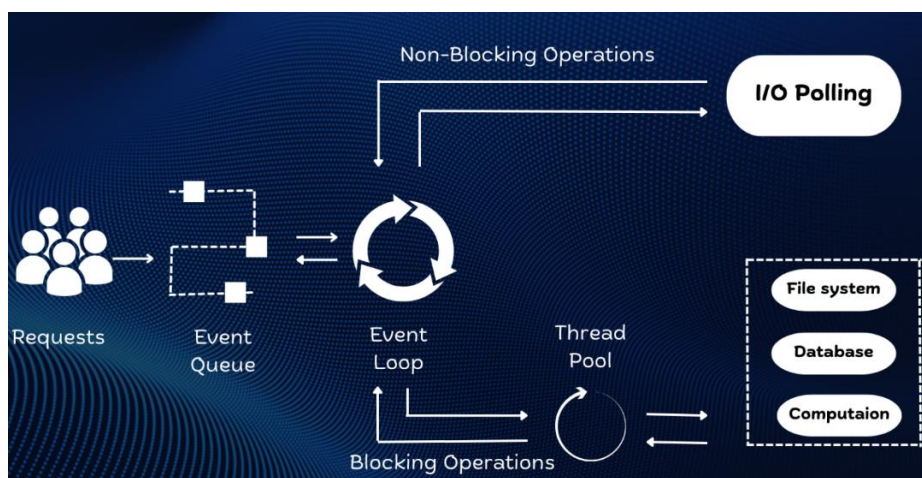 Non-Blocking Operations
I/O Polling
Requests
Event
Queue
Event
Loop
Thread
Pool
File system
Database
Computaion
Blocking Operations